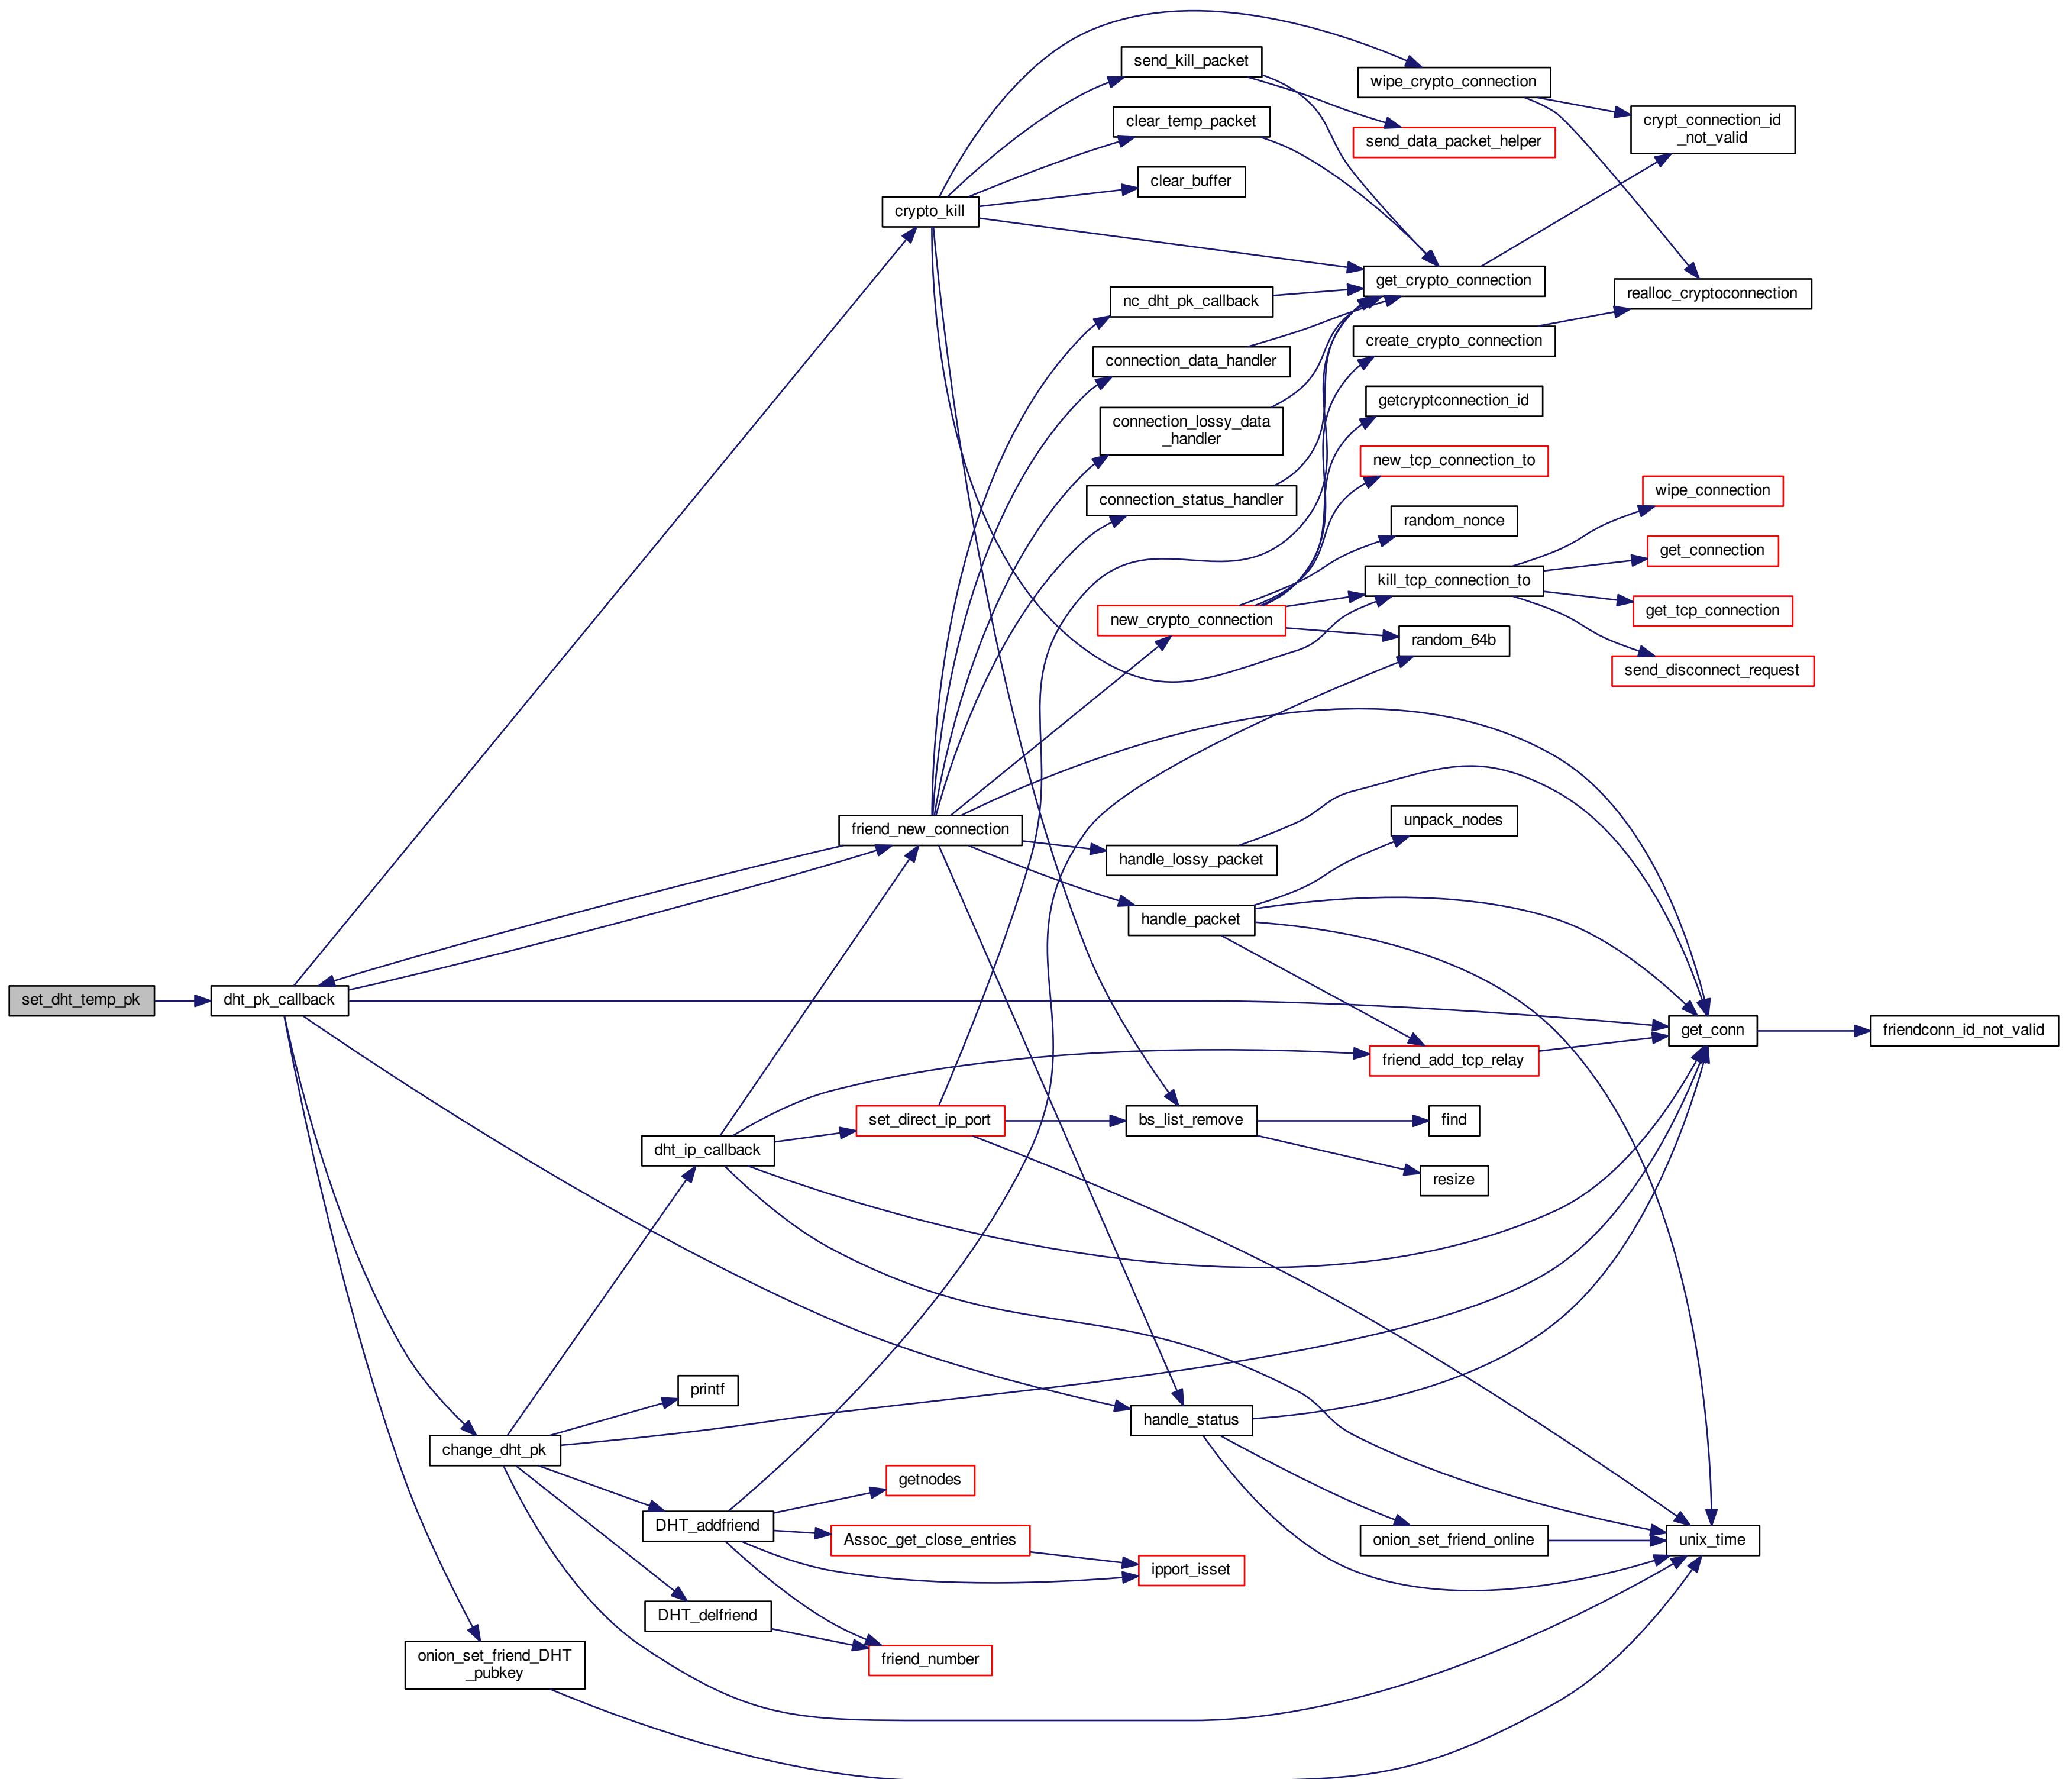 send_kill_packet
wipe_crypto_connection
clear_temp_packet
crypt_connection_id
_not_valid
send_data_packet_helper
clear_buffer
crypto_kill
get_crypto_connection
nc_dht_pk_callback
realloc_cryptoconnection
create_crypto_connection
connection_data_handler
getcryptconnection_id
connection_lossy_data
_handler
new_tcp_connection_to
wipe_connection
connection_status_handler
random_nonce
get_connection
kill_tcp_connection_to
get_tcp_connection
new_crypto_connection
random_64b
send_disconnect_request
unpack_nodes
friend_new_connection
handle_lossy_packet
handle_packet
set_dht_temp_pk
dht_pk_callback
get_conn
friendconn_id_not_valid
friend_add_tcp_relay
set_direct_ip_port
bs_list_remove
find
dht_ip_callback
resize
printf
handle_status
change_dht_pk
getnodes
DHT_addfriend
Assoc_get_close_entries
onion_set_friend_online
unix_time
ipport_isset
DHT_delfriend
onion_set_friend_DHT
_pubkey
friend_number